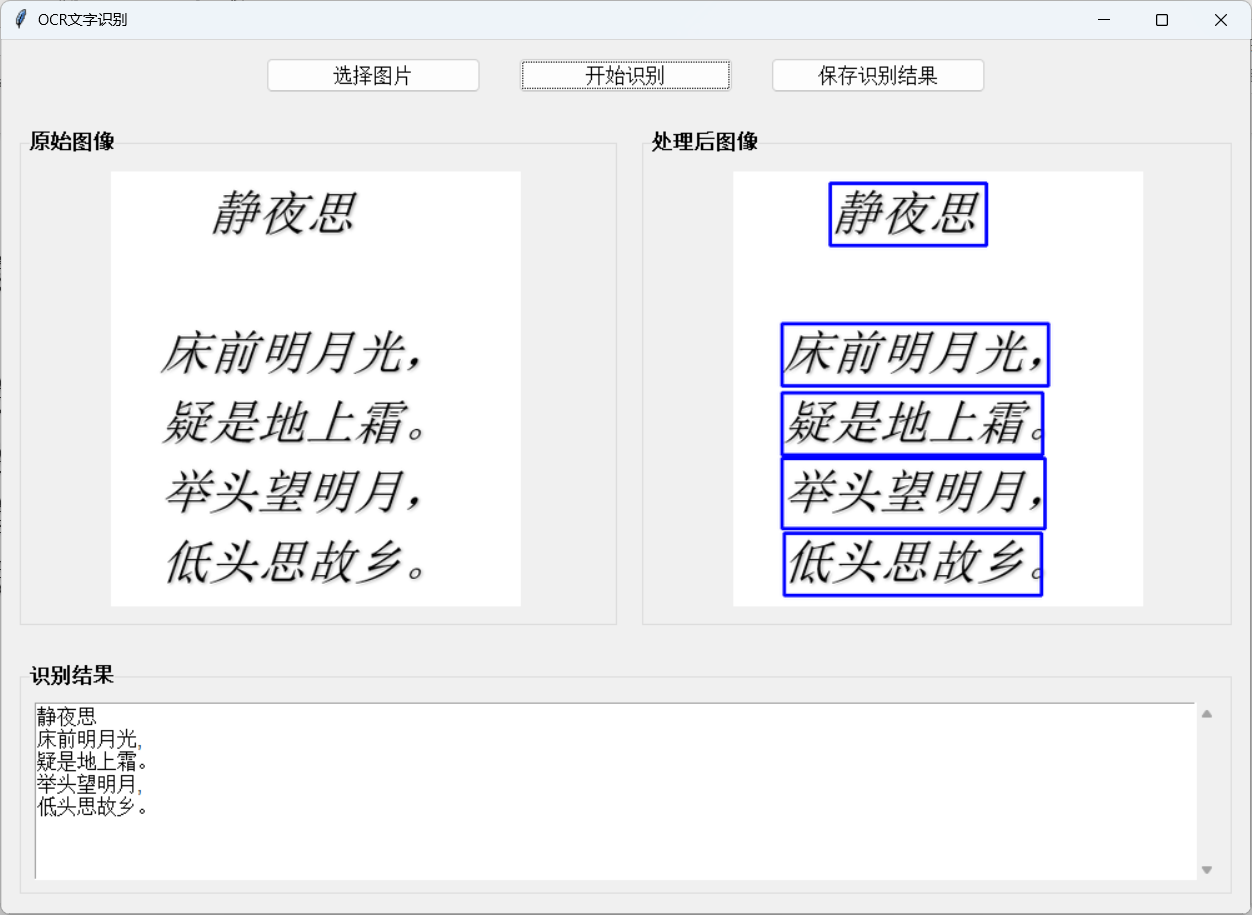 OCR文字识别
选择图片 开始识别 保存识别结果
原始图像 处理后图像
静夜思 静夜思
床前明月光， 床前明月光，
疑是地上霜。 疑是地上霜。
举头望明月， 举头望明月，
低头思故乡。 低头思故乡。
识别结果
静夜思
床前明月光,
疑是地上霜。
举头望明月,
低头思故乡。